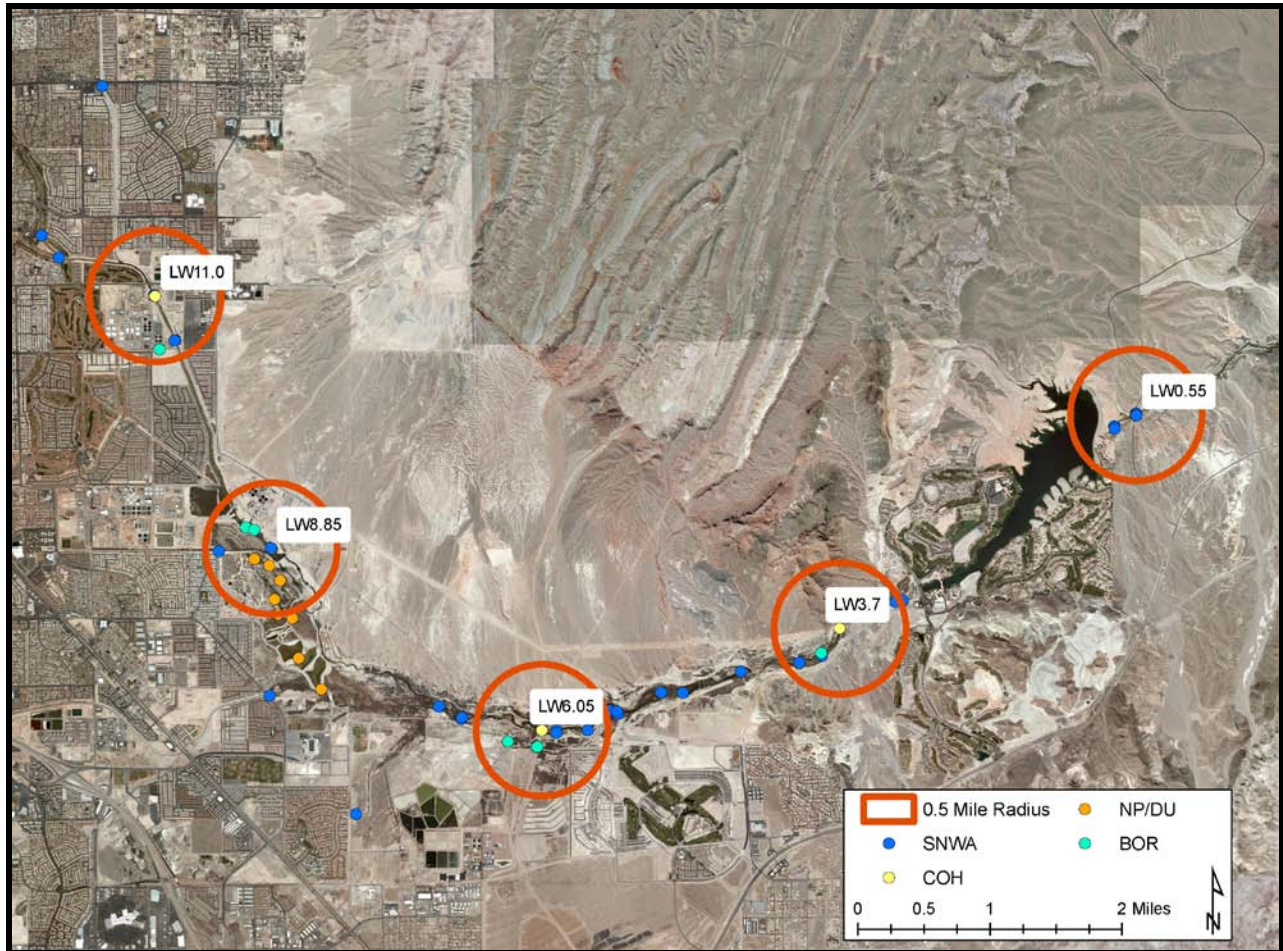 LW11.0
LW0.55
LW8.85
LW3.7
LW6.05
0.5 Mile Radius
NP/DU
SNWA
BOR
COH
N
0 0.5 1 2 Miles